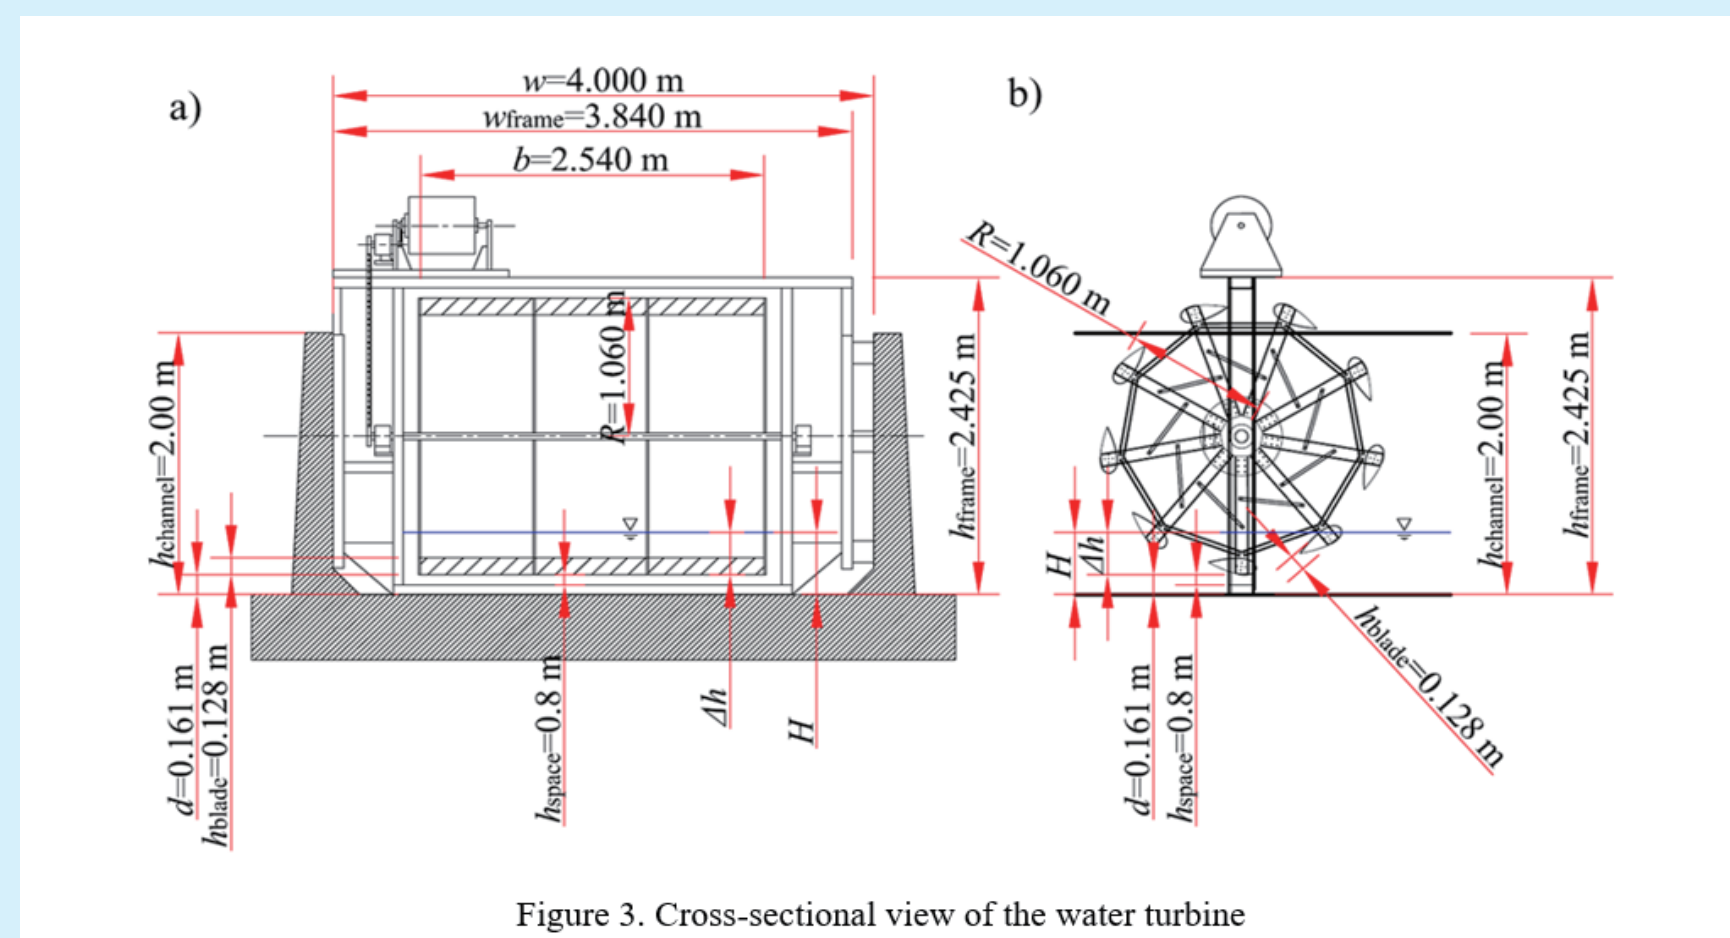 a)
w=4.000 m
wframe=3.840 m
b=2.540 m
R=1.060 m
hchannel=2.00 m
hframe=2.425 m
d=0.161 m
hblade=0.128 m
hspace=0.8 m
Δh
H
b)
R=1.060 m
hchannel=2.00 m
hframe=2.425 m
H
Δh
d=0.161 m
hspace=0.8 m
hblade=0.128 m
Figure 3. Cross-sectional view of the water turbine